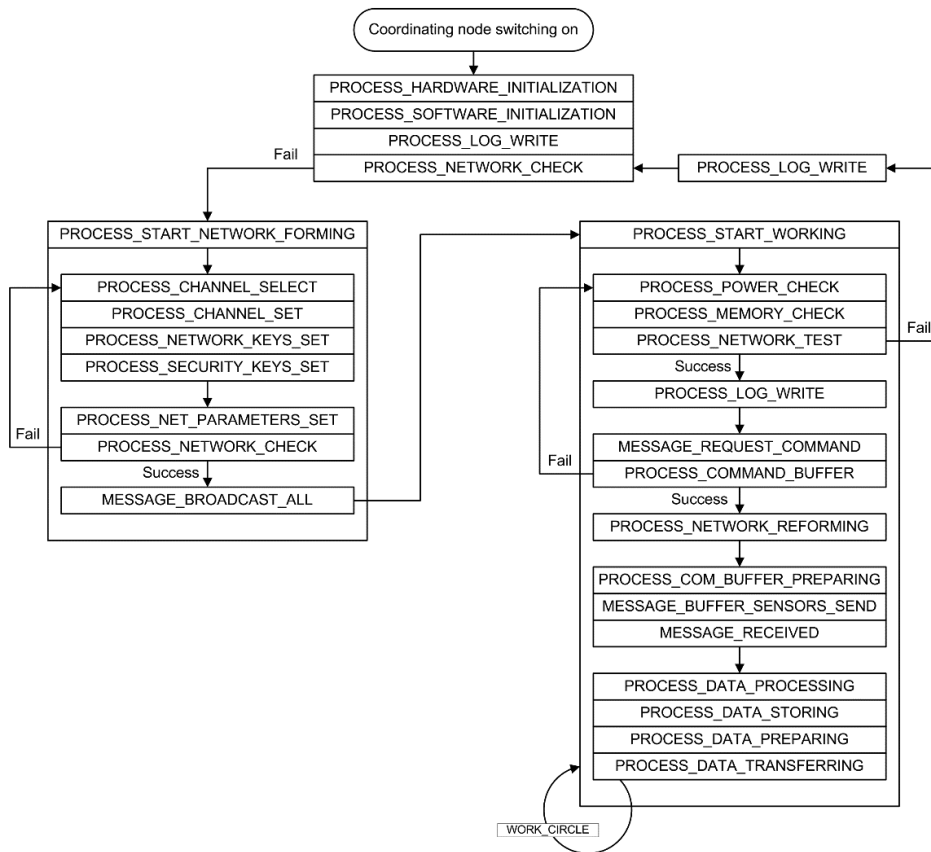 Coordinating node switching on
PROCESS_HARDWARE_INITIALIZATION
PROCESS_SOFTWARE_INITIALIZATION
PROCESS_LOG_WRITE
Fail
PROCESS_NETWORK_CHECK
PROCESS_LOG_WRITE
PROCESS_START_NETWORK_FORMING
PROCESS_CHANNEL_SELECT
PROCESS_CHANNEL_SET
PROCESS_NETWORK_KEYS_SET
PROCESS_SECURITY_KEYS_SET
PROCESS_NET_PARAMETERS_SET
Fail
PROCESS_NETWORK_CHECK
Success
MESSAGE_BROADCAST_ALL
PROCESS_START_WORKING
PROCESS_POWER_CHECK
PROCESS_MEMORY_CHECK
PROCESS_NETWORK_TEST
Fail
Success
PROCESS_LOG_WRITE
MESSAGE_REQUEST_COMMAND
Fail
PROCESS_COMMAND_BUFFER
Success
PROCESS_NETWORK_REFORMING
PROCESS_COM_BUFFER_PREPARING
MESSAGE_BUFFER_SENSORS_SEND
MESSAGE_RECEIVED
PROCESS_DATA_PROCESSING
PROCESS_DATA_STORING
PROCESS_DATA_PREPARING
PROCESS_DATA_TRANSFERRING
WORK_CIRCLE